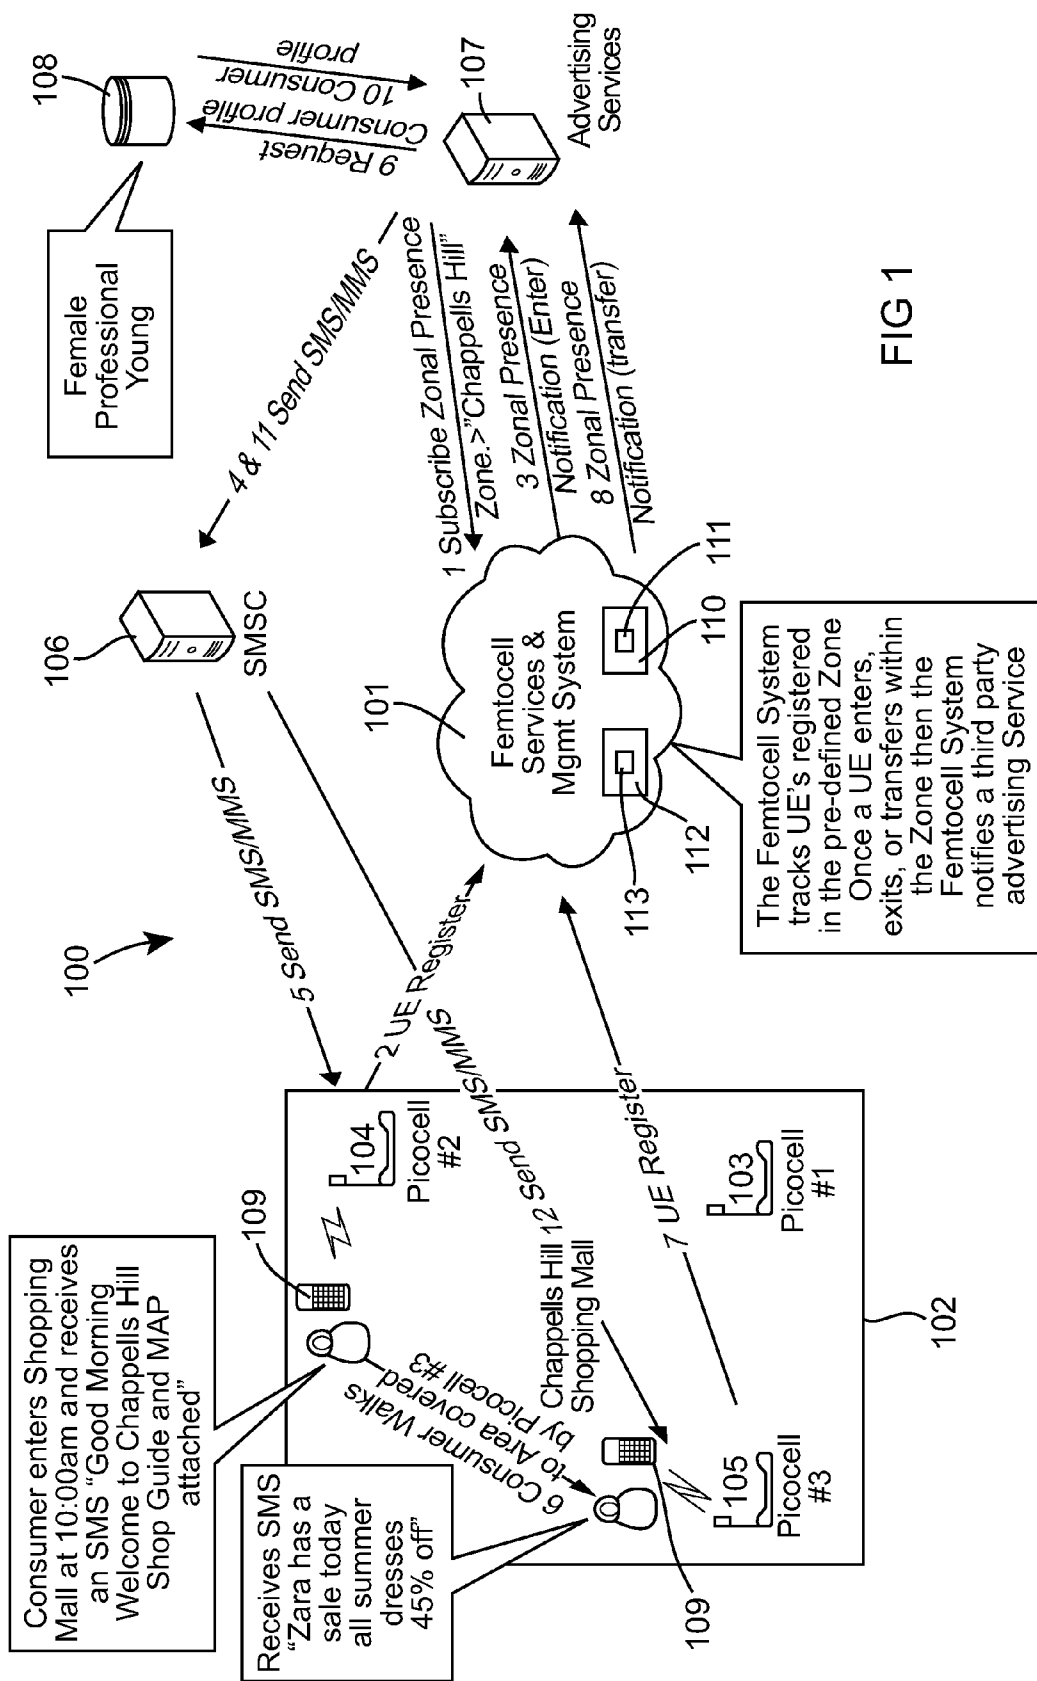 100
Consumer enters Shopping
Mall at 10:00am and receives
an SMS “Good Morning
Welcome to Chappells Hill
Shop Guide and MAP
attached”
Receives SMS
“Zara has a
sale today
all summer
dresses
45% off”
109
6 Consumer Walks
to Area covered
by Picocell #3
109
104
Picocell
#2
Chappells Hill
Shopping Mall
103
Picocell
#1
105
Picocell
#3
102
5 Send SMS/MMS
2 UE Register
12 Send SMS/MMS
7 UE Register
106
SMSC
4 & 11 Send SMS/MMS
101
Femtocell
Services &
Mgmt System
113
112
110
111
The Femtocell System
tracks UE's registered
in the pre-defined Zone
Once a UE enters,
exits, or transfers within
the Zone then the
Femtocell System
notifies a third party
advertising Service
1 Subscribe Zonal Presence
Zone.>”Chappells Hill”
3 Zonal Presence
Notification (Enter)
8 Zonal Presence
Notification (transfer)
Female
Professional
Young
108
9 Request
Consumer profile
10 Consumer
profile
107
Advertising
Services
FIG 1